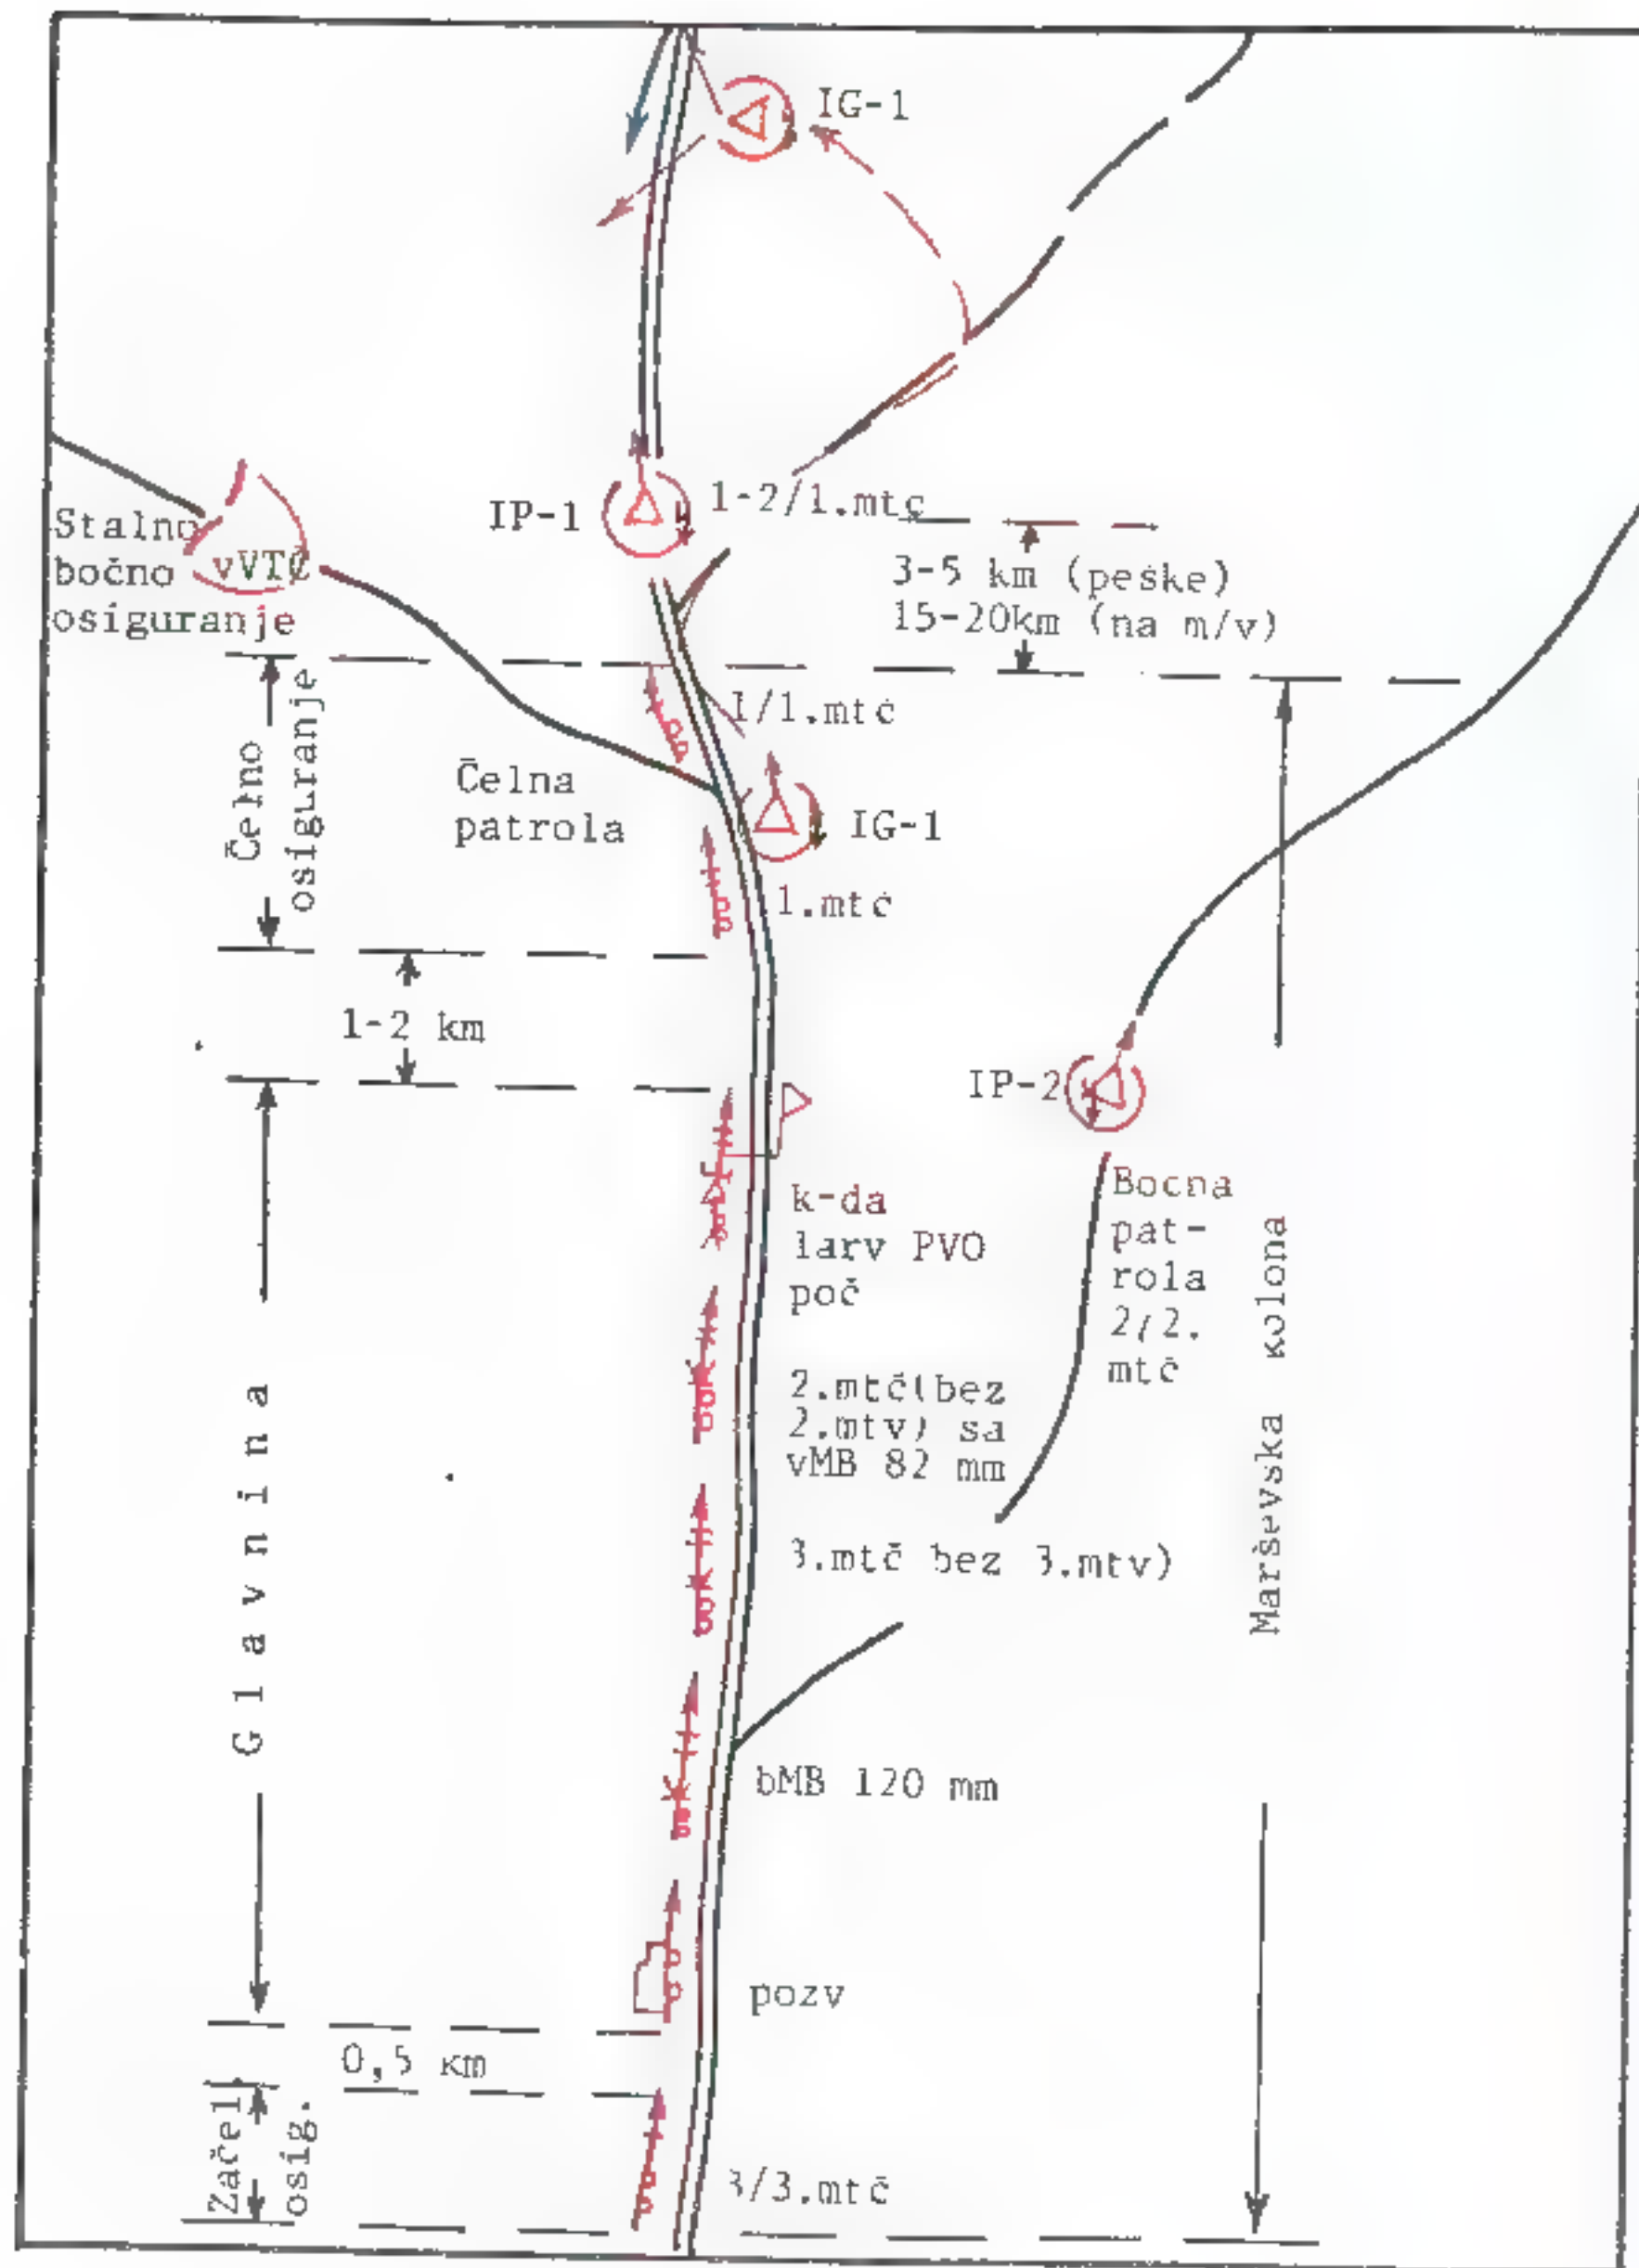 IG-1
IP-1
1-2/1.mtč
Stalno
bočno
osiguranje
vVTČ
3-5 km (peške)
15-20km (na m/v)
Čelno
osiguranje
1/1.mtč
Čelna
patrola
IG-1
1.mtč
1-2 km
IP-2
Bočna
pat-
rola
2/2.
mtč
k-da
larv PVO
poč
Marševska kolona
2.mtč(bez
2.mtv) sa
vMB 82 mm
Glavnina
3.mtč bez 3.mtv)
bMB 120 mm
pozv
0,5 km
Začel.
osig.
3/3.mtč